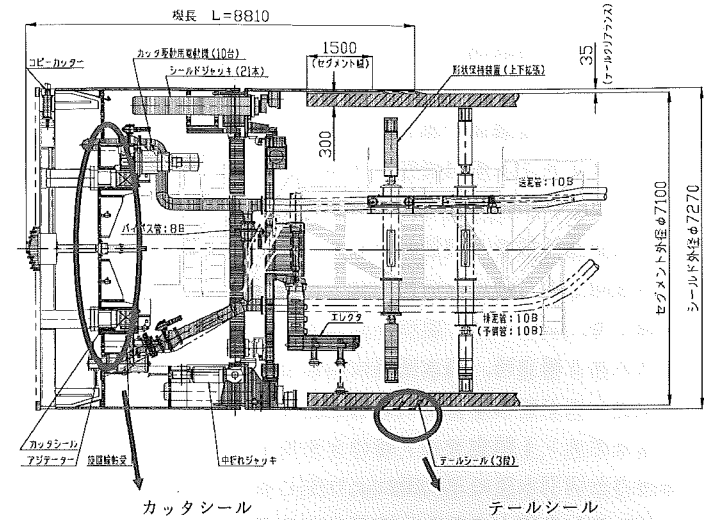 機長 L=8810
カッタ駆動用電動機(10台)
シールドジャッキ(21本)
コピーカッター
1500
(セグメント幅)
形状保持装置(上下拡張)
35
(テールクリアランス)
300
送泥管:10B
バイパス管:8B
セグメント外径φ7100
シールド外径φ7270
エレクタ
排泥管:10B
(予備管:10B)
カッタシール
アジテーター
旋回輪軸受
中折れジャッキ
テールシール(3段)
カッタシール
テールシール